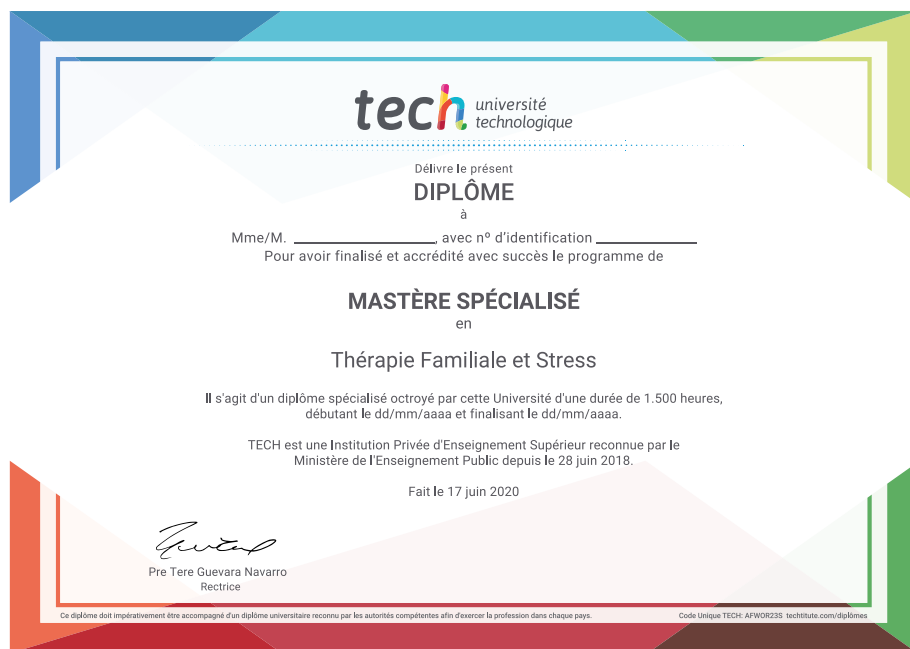 tech université
technologique
Délivre le présent
DIPLÔME
à
Mme/M. ____________________, avec nº d'identification ______________
Pour avoir finalisé et accrédité avec succès le programme de
MASTÈRE SPÉCIALISÉ
en
Thérapie Familiale et Stress
Il s'agit d'un diplôme spécialisé octroyé par cette Université d'une durée de 1.500 heures,
débutant le dd/mm/aaaa et finalisant le dd/mm/aaaa.
TECH est une Institution Privée d'Enseignement Supérieur reconnue par le
Ministère de l'Enseignement Public depuis le 28 juin 2018.
Fait le 17 juin 2020
Pre Tere Guevara Navarro
Rectrice
Ce diplôme doit impérativement être accompagné d'un diplôme universitaire reconnu par les autorités compétentes afin d'exercer la profession dans chaque pays.
Code Unique TECH: AFWOR23S techtitute.com/diplômes